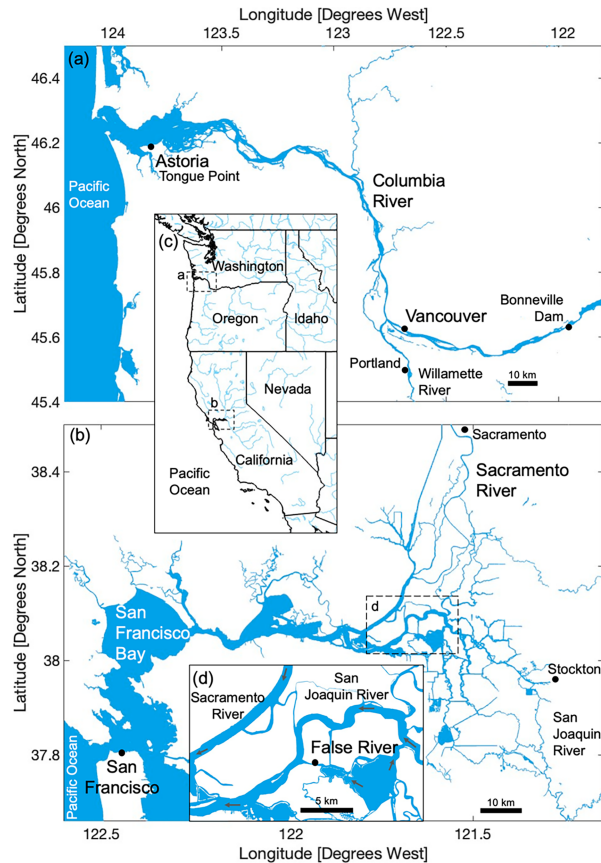 Longitude [Degrees West]
124
123.5
123
122.5
122
(a)
46.4
46.2
46
45.8
45.6
45.4
Latitude [Degrees North]
Astoria
Tongue Point
Pacific
Ocean
Columbia
River
Vancouver
Bonneville
Dam
Portland
Willamette
River
10 km
(c)
a
Washington
Oregon
Idaho
Nevada
b
California
Pacific
Ocean
(b)
38.4
38.2
38
37.8
Latitude [Degrees North]
Sacramento
Sacramento
River
San
Francisco
Bay
d
Stockton
San
Joaquin
River
San
Francisco
Pacific Ocean
10 km
(d)
Sacramento
River
San
Joaquin River
False River
5 km
122.5
122
121.5
Longitude [Degrees West]